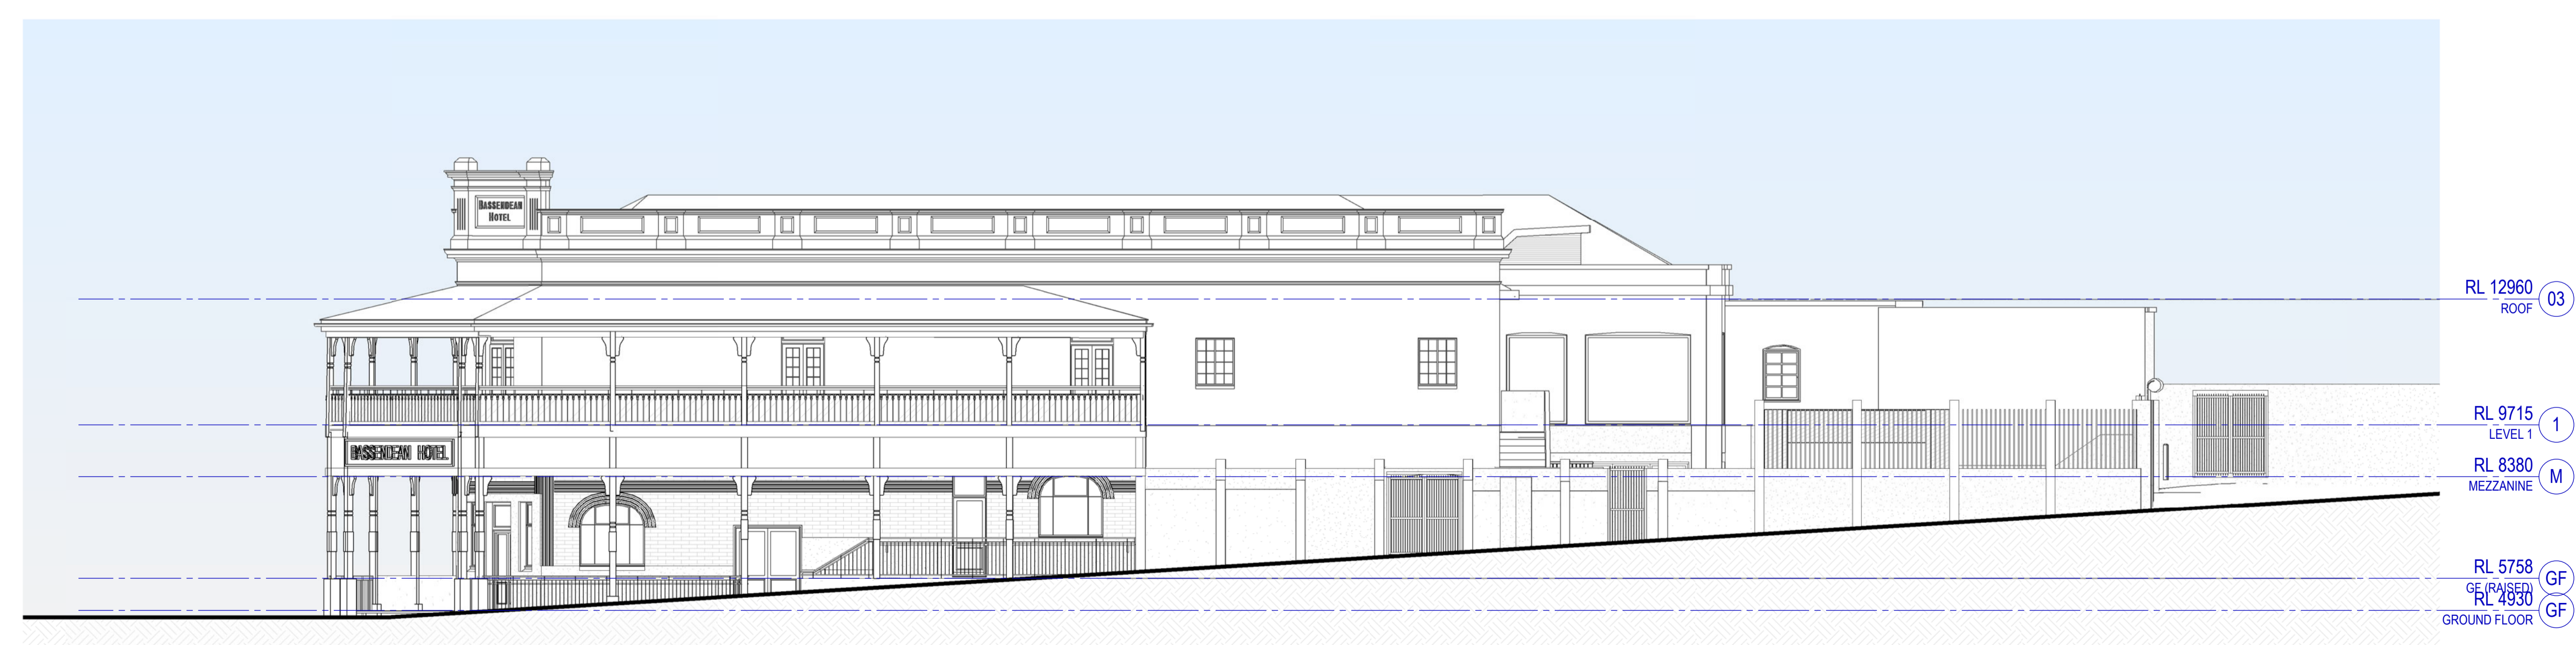 BASSENDEAN
HOTEL
BASSENDEAN HOTEL
RL 12960
ROOF
03
RL 9715
LEVEL 1
1
RL 8380
MEZZANINE
M
RL 5758
GF (RAISED)
GF
RL 4930
GROUND FLOOR
GF